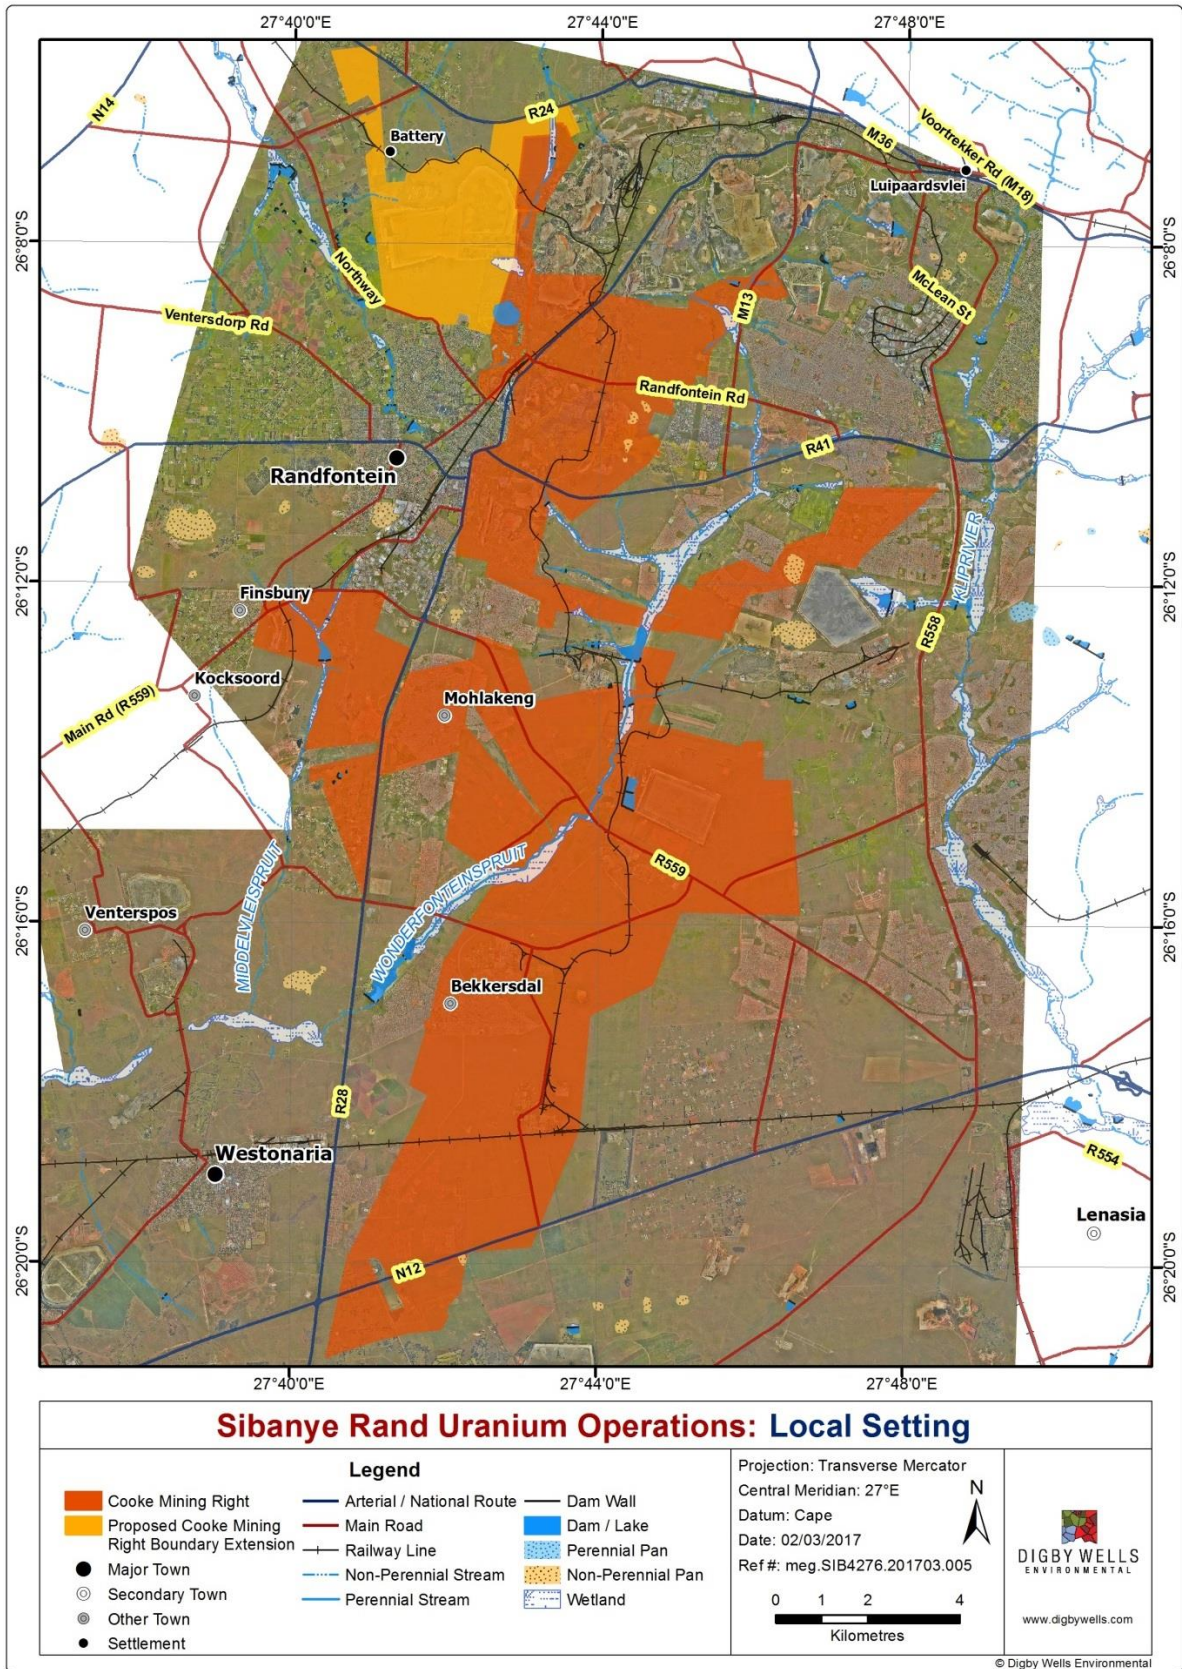 27°40'0"E
27°44'0"E
27°48'0"E
N14
R24
Battery
M36
Voortrekker Rd (M18)
Luipaardsvlei
26°8'0"S
26°8'0"S
Northway
McLean St
M13
Ventersdorp Rd
Randfontein Rd
R41
Randfontein
KLIPRIVIER
26°12'0"S
26°12'0"S
Finsbury
R558
Kocksoord
Mohlakeng
Main Rd (R559)
R559
MIDDELVLEISPRUIT
WONDERFONTEINSPRUIT
Venterspos
26°16'0"S
26°16'0"S
Bekkersdal
R28
Westonaria
R554
Lenasia
26°20'0"S
26°20'0"S
N12
27°40'0"E
27°44'0"E
27°48'0"E
Sibanye Rand Uranium Operations: Local Setting
Legend
Cooke Mining Right
Proposed Cooke Mining
Right Boundary Extension
Major Town
Secondary Town
Other Town
Settlement
Arterial / National Route
Main Road
Railway Line
Non-Perennial Stream
Perennial Stream
Dam Wall
Dam / Lake
Perennial Pan
Non-Perennial Pan
Wetland
Projection: Transverse Mercator
Central Meridian: 27°E
Datum: Cape
Date: 02/03/2017
Ref #: meg.SIB4276.201703.005
N
0 1 2 4
Kilometres
DIGBY WELLS
ENVIRONMENTAL
www.digbywells.com
© Digby Wells Environmental